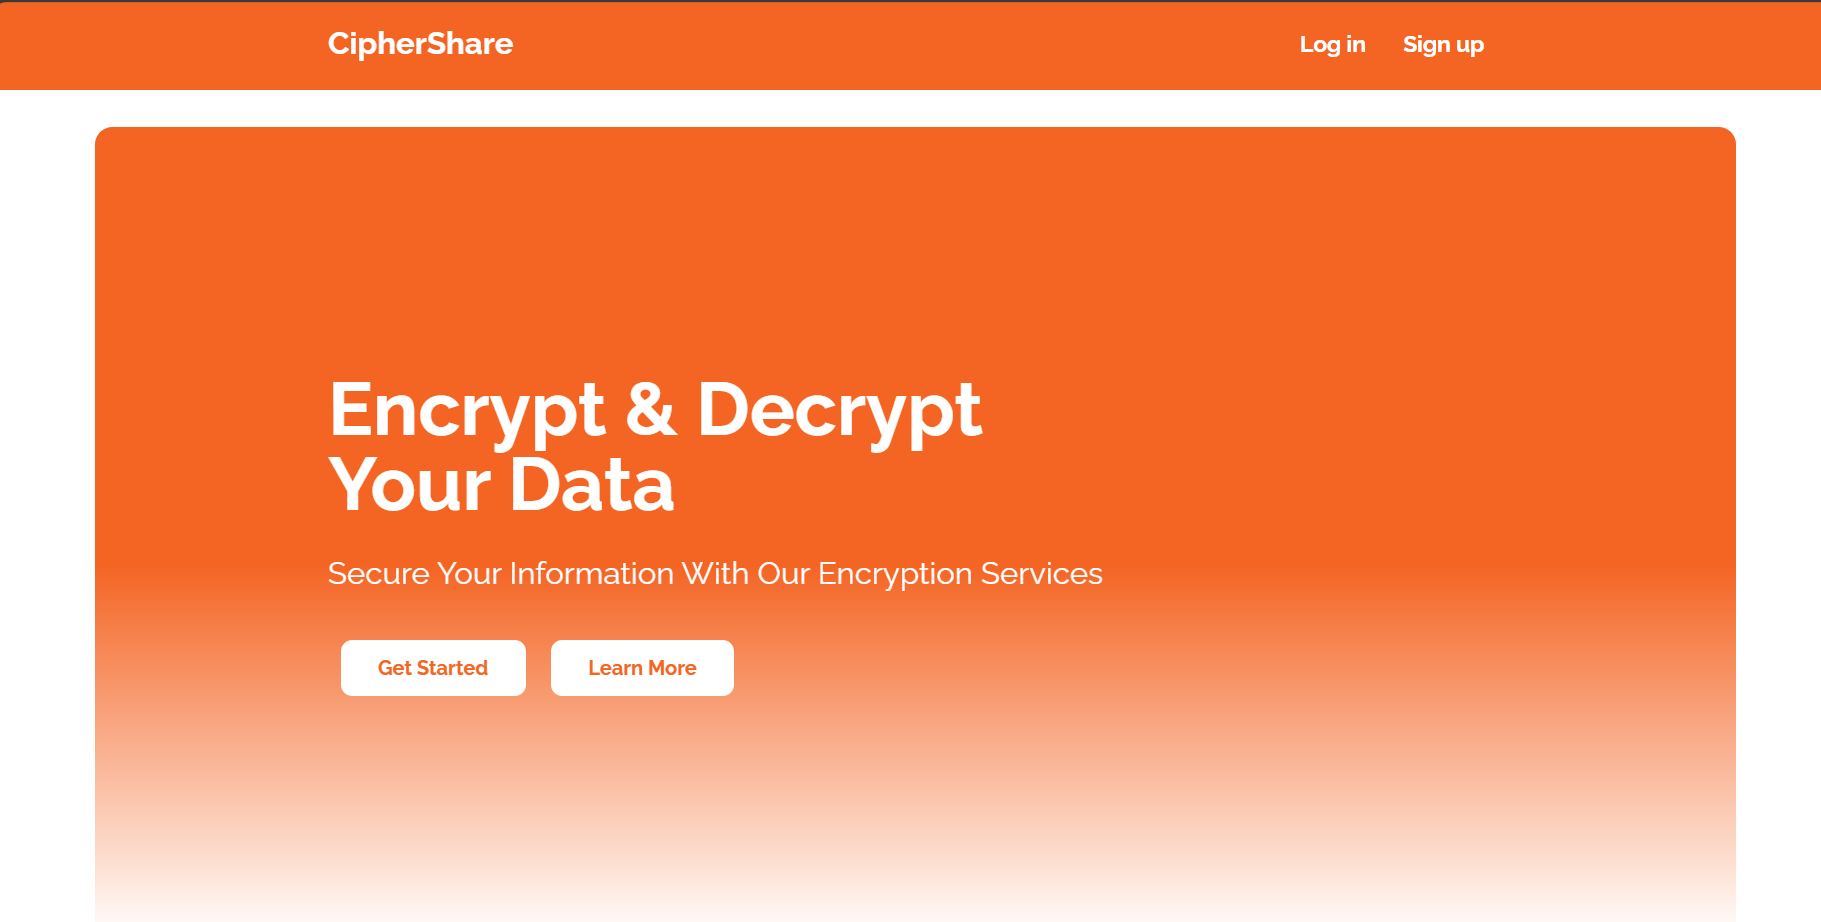 CipherShare
Log in
Sign up
Encrypt & Decrypt
Your Data
Secure Your Information With Our Encryption Services
Get Started
Learn More